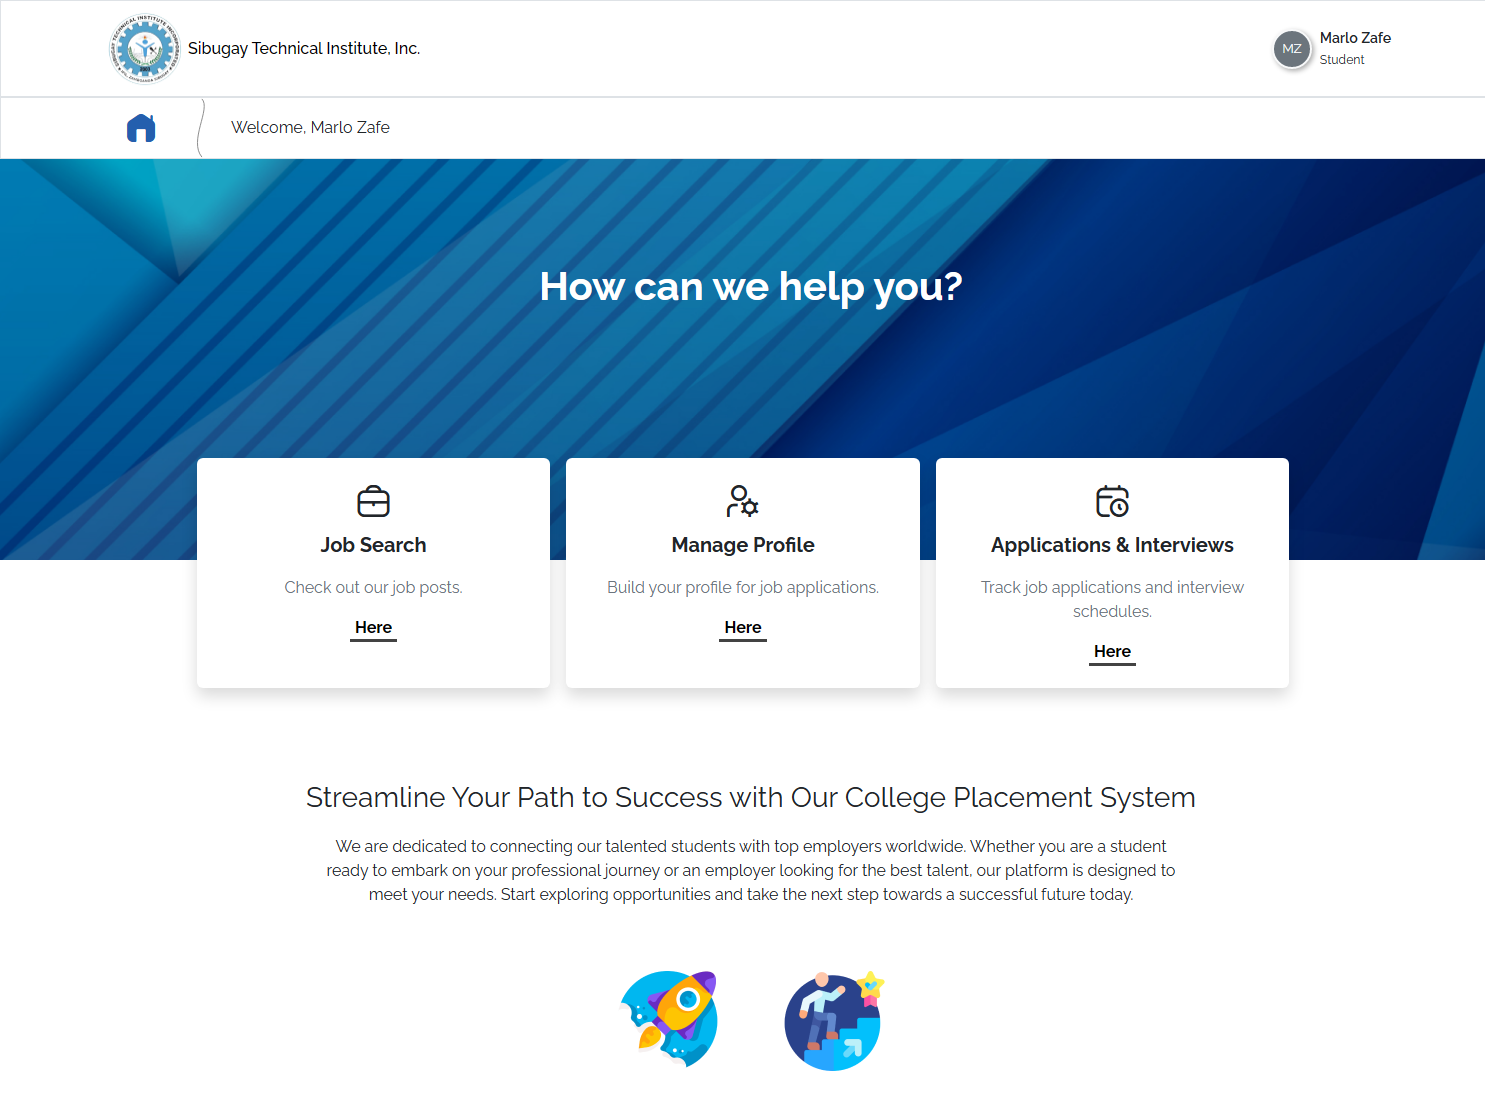 Sibugay Technical Institute, Inc.
MZ
Marlo Zafe
Student
Welcome, Marlo Zafe
How can we help you?
Job Search
Check out our job posts.
Here
Manage Profile
Build your profile for job applications.
Here
Applications & Interviews
Track job applications and interview
schedules.
Here
Streamline Your Path to Success with Our College Placement System
We are dedicated to connecting our talented students with top employers worldwide. Whether you are a student
ready to embark on your professional journey or an employer looking for the best talent, our platform is designed to
meet your needs. Start exploring opportunities and take the next step towards a successful future today.